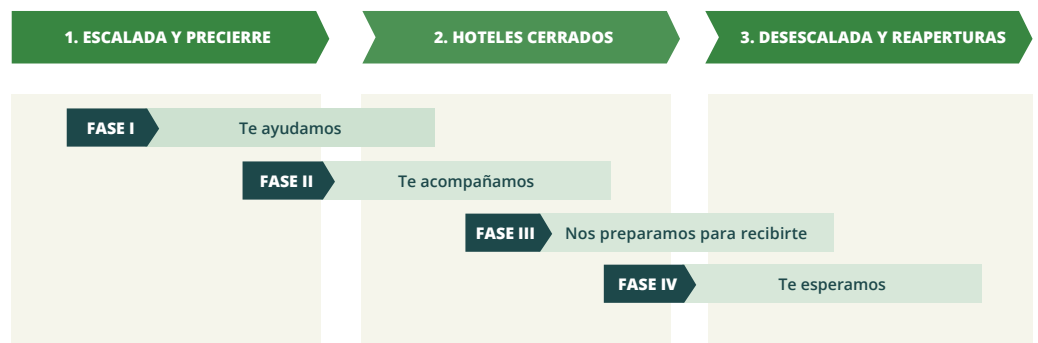 1. ESCALADA Y PRECIERRE
2. HOTELES CERRADOS
3. DESESCALADA Y REAPERTURAS
FASE I Te ayudamos
FASE II Te acompañamos
FASE III Nos preparamos para recibirte
FASE IV Te esperamos